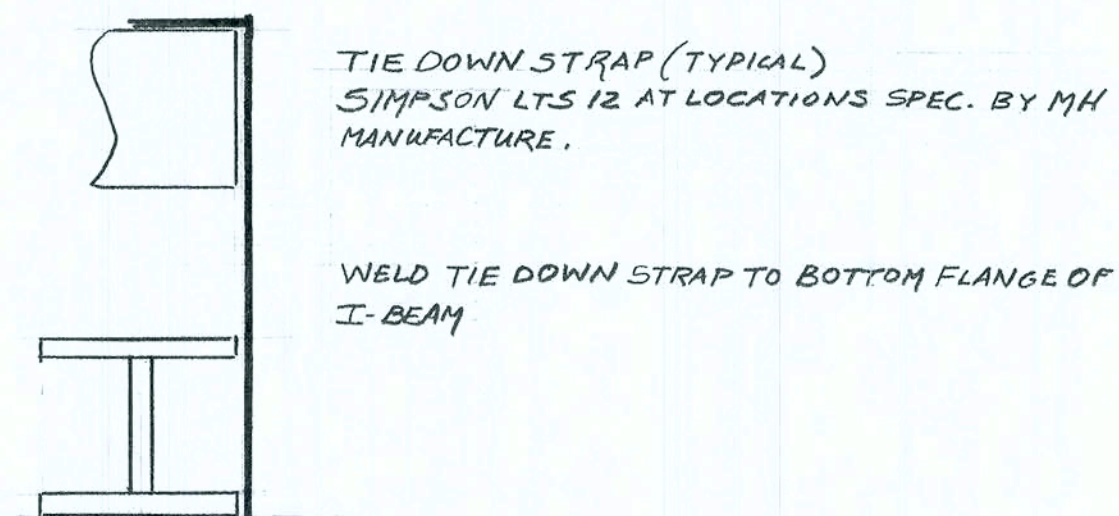 TIE DOWN STRAP (TYPICAL)
SIMPSON LTS 12 AT LOCATIONS SPEC. BY MH
MANUFACTURE.
WELD TIE DOWN STRAP TO BOTTOM FLANGE OF
I-BEAM